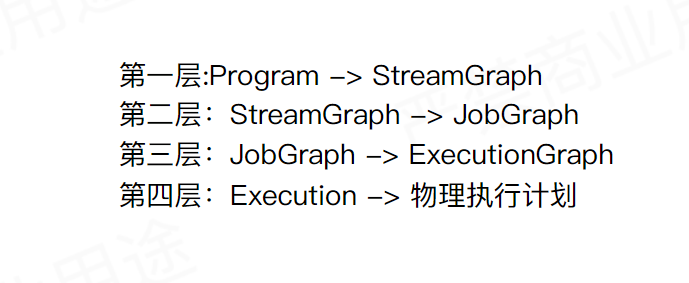 第一层:Program -> StreamGraph
第二层：StreamGraph -> JobGraph
第三层：JobGraph -> ExecutionGraph
第四层：Execution -> 物理执行计划